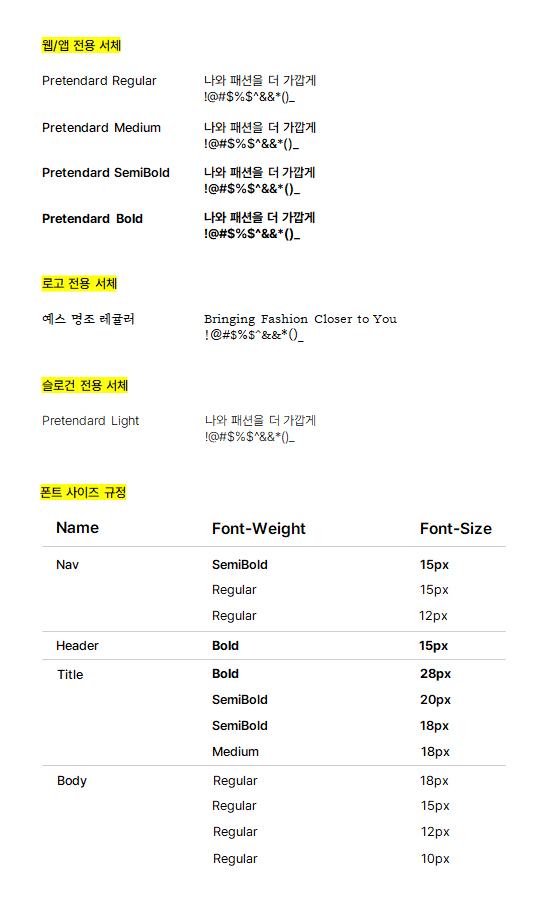 웹/앱 전용 서체
Pretendard Regular 나와 패션을 더 가깝게
!@#$%$^&&*()_
Pretendard Medium 나와 패션을 더 가깝게
!@#$%$^&&*()_
Pretendard SemiBold 나와 패션을 더 가깝게
!@#$%$^&&*()_
Pretendard Bold 나와 패션을 더 가깝게
!@#$%$^&&*()_
로고 전용 서체
예스 명조 레귤러 Bringing Fashion Closer to You
!@#$%$^&&*()_
슬로건 전용 서체
Pretendard Light 나와 패션을 더 가깝게
!@#$%$^&&*()_
폰트 사이즈 규정
Name Font-Weight Font-Size
Nav SemiBold 15px
Regular 15px
Regular 12px
Header Bold 15px
Title Bold 28px
SemiBold 20px
SemiBold 18px
Medium 18px
Body Regular 18px
Regular 15px
Regular 12px
Regular 10px